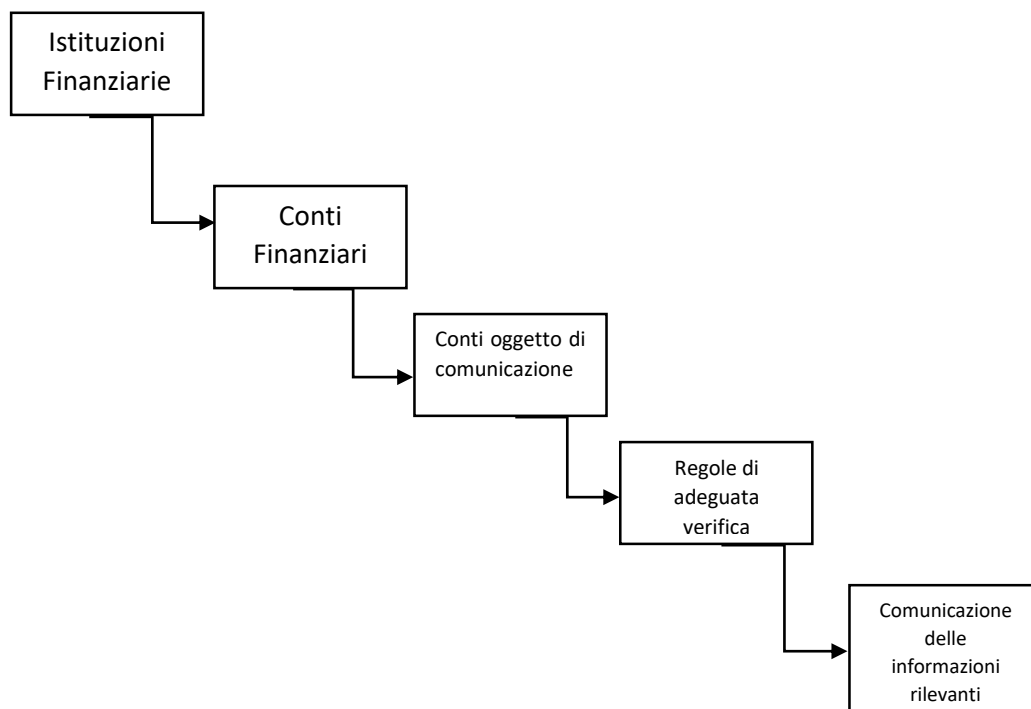 Istituzioni
Finanziarie
Conti
Finanziari
Conti oggetto di
comunicazione
Regole di
adeguata
verifica
Comunicazione
delle
informazioni
rilevanti